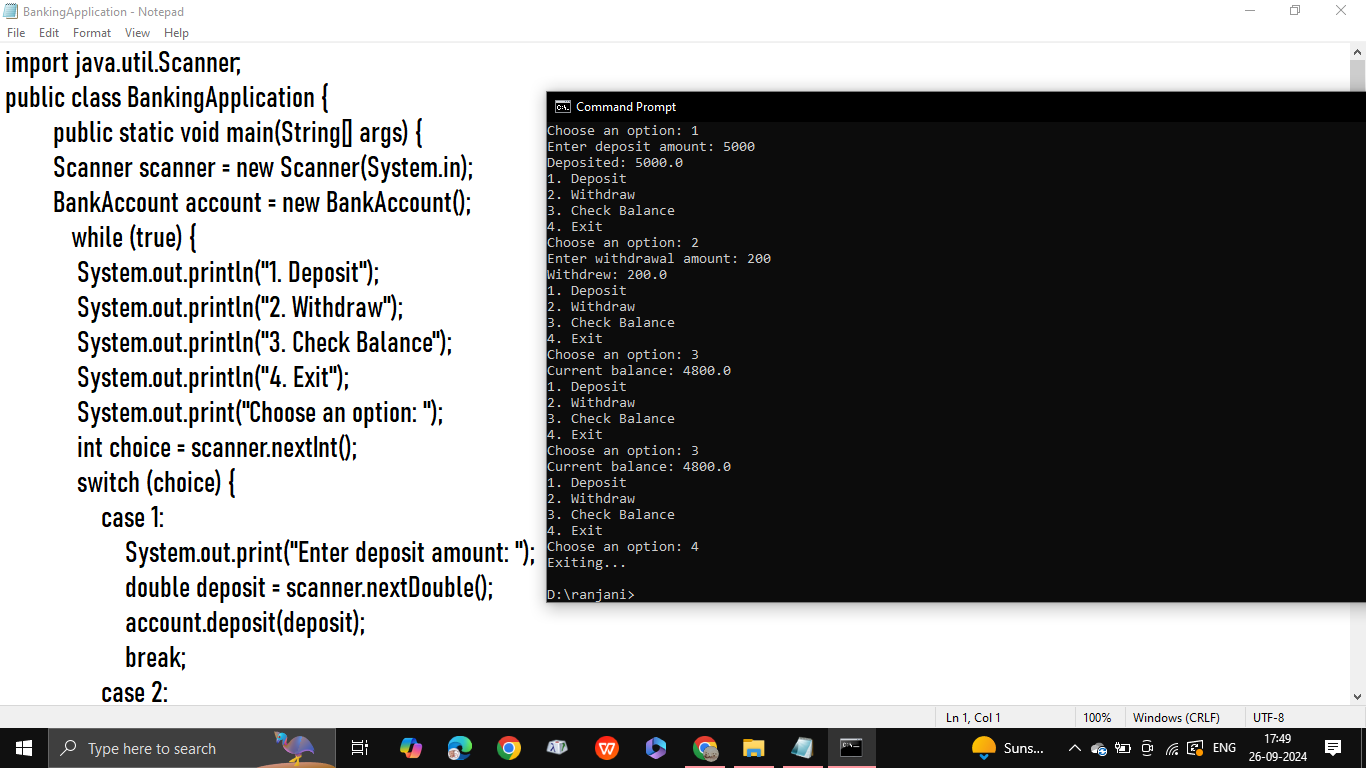 BankingApplication - Notepad
File Edit Format View Help
import java.util.Scanner;
public class BankingApplication {
public static void main(String[] args) {
Scanner scanner = new Scanner(System.in);
BankAccount account = new BankAccount();
while (true) {
System.out.println("1. Deposit");
System.out.println("2. Withdraw");
System.out.println("3. Check Balance");
System.out.println("4. Exit");
System.out.print("Choose an option: ");
int choice = scanner.nextInt();
switch (choice) {
case 1:
System.out.print("Enter deposit amount: ");
double deposit = scanner.nextDouble();
account.deposit(deposit);
break;
case 2:
Command Prompt
Choose an option: 1
Enter deposit amount: 5000
Deposited: 5000.0
1. Deposit
2. Withdraw
3. Check Balance
4. Exit
Choose an option: 2
Enter withdrawal amount: 200
Withdrew: 200.0
1. Deposit
2. Withdraw
3. Check Balance
4. Exit
Choose an option: 3
Current balance: 4800.0
1. Deposit
2. Withdraw
3. Check Balance
4. Exit
Choose an option: 3
Current balance: 4800.0
1. Deposit
2. Withdraw
3. Check Balance
4. Exit
Choose an option: 4
Exiting...
D:\ranjani>
Ln 1, Col 1 100% Windows (CRLF) UTF-8
Type here to search
Suns...
ENG
17:49
26-09-2024